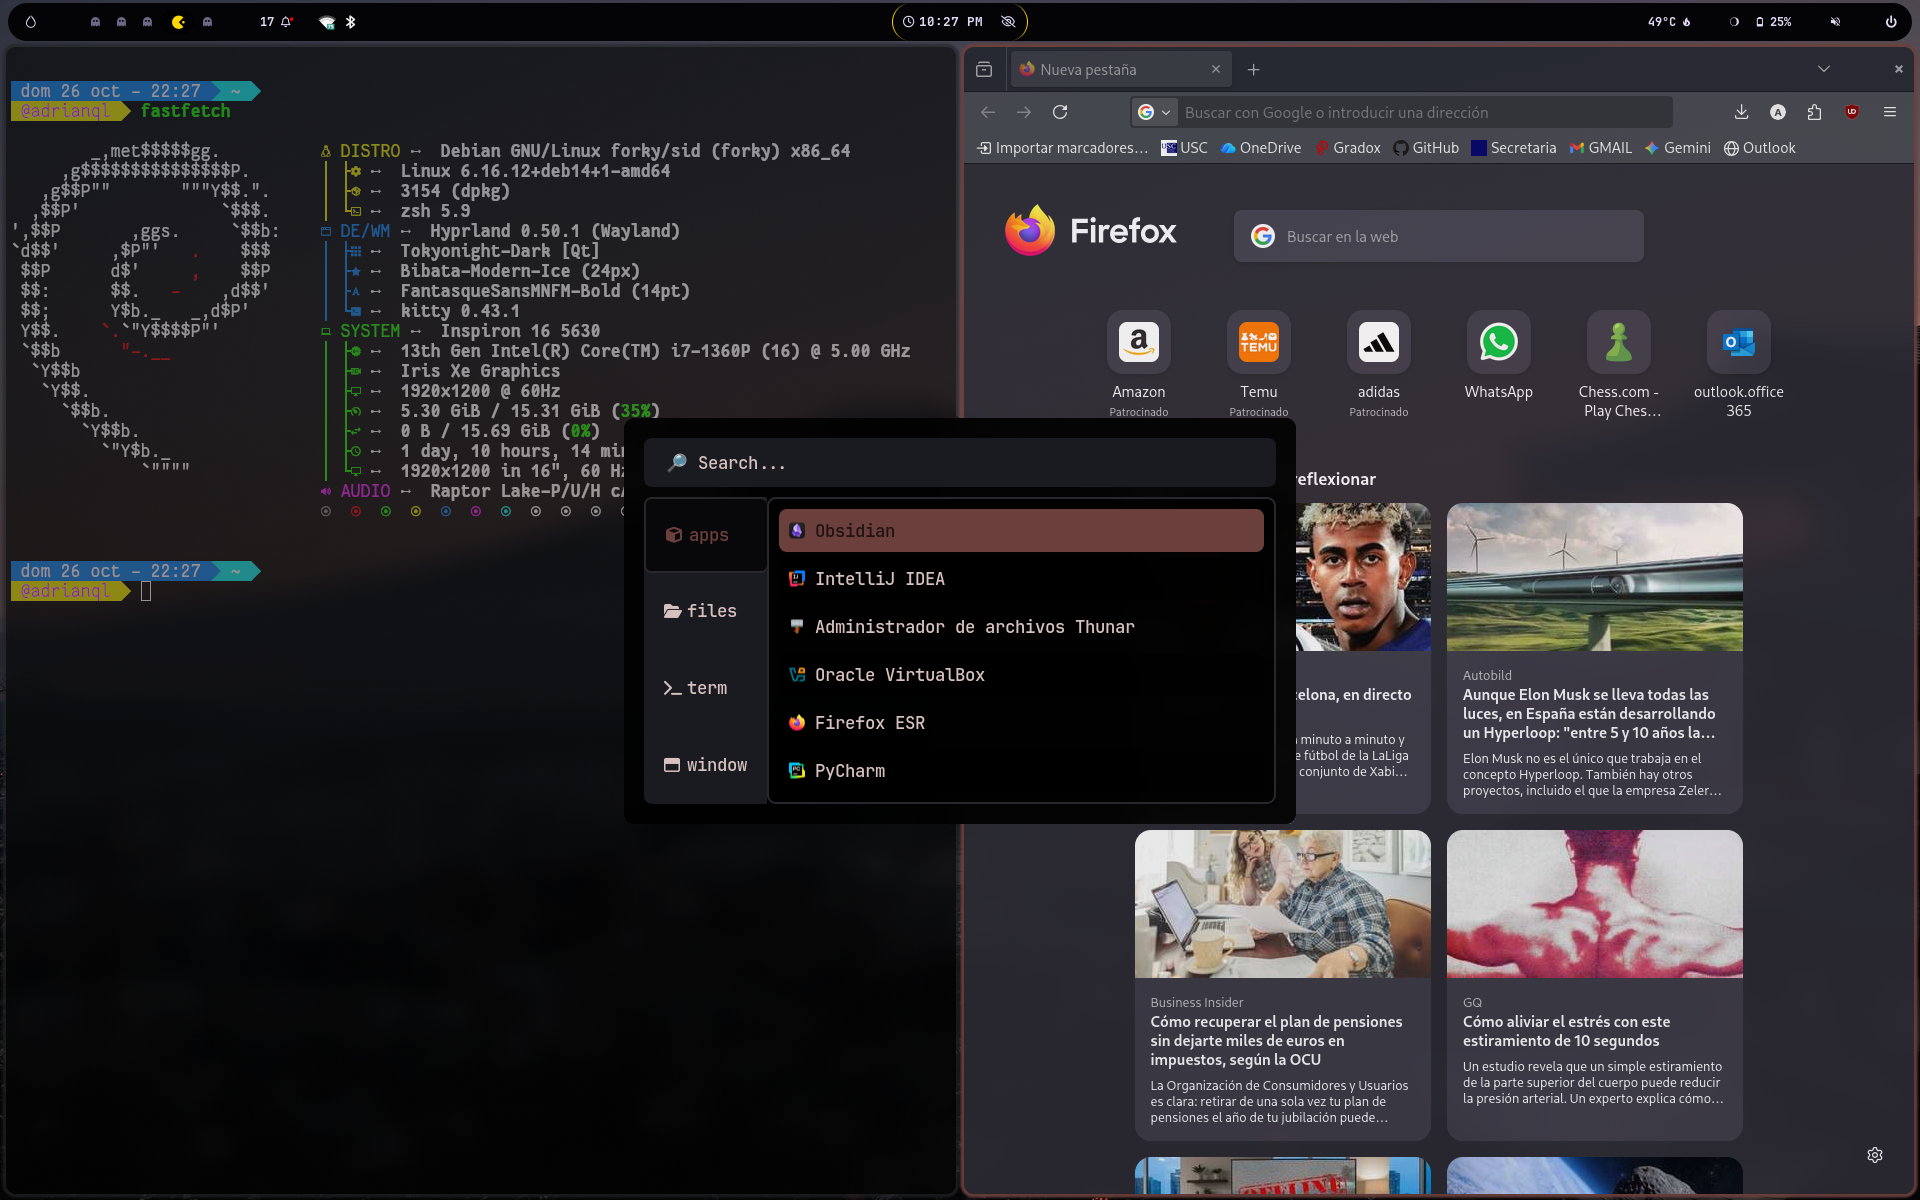 17
10:27 PM
49°C
25%
dom 26 oct - 22:27 ~
@adrianql fastfetch
_,met$$$$$gg.
,g$$$$$$$$$$$$$$$P.
,g$$P"" """Y$$.".
,$$P' `$$$.
',$$P ,ggs. `$$b:
`d$$' ,$P"' . $$$
$$P d$' , $$P
$$: $$. - ,d$$'
$$; Y$b._ _,d$P'
Y$$. `.`"Y$$$$P"'
`$$b "-.__
`Y$$b
`Y$$.
`$$b.
`Y$$b.
`"Y$b._
`""""
DISTRO ↔ Debian GNU/Linux forky/sid (forky) x86_64
↔ Linux 6.16.12+deb14+1-amd64
↔ 3154 (dpkg)
↔ zsh 5.9
DE/WM ↔ Hyprland 0.50.1 (Wayland)
↔ Tokyonight-Dark [Qt]
↔ Bibata-Modern-Ice (24px)
↔ FantasqueSansMNFM-Bold (14pt)
↔ kitty 0.43.1
SYSTEM ↔ Inspiron 16 5630
↔ 13th Gen Intel(R) Core(TM) i7-1360P (16) @ 5.00 GHz
↔ Iris Xe Graphics
↔ 1920x1200 @ 60Hz
↔ 5.30 GiB / 15.31 GiB (35%)
↔ 0 B / 15.69 GiB (0%)
↔ 1 day, 10 hours, 14 min
↔ 1920x1200 in 16", 60 Hz
AUDIO ↔ Raptor Lake-P/U/H cA
dom 26 oct - 22:27 ~
@adrianql
Search...
apps
files
term
window
Obsidian
IntelliJ IDEA
Administrador de archivos Thunar
Oracle VirtualBox
Firefox ESR
PyCharm
Nueva pestaña
Buscar con Google o introducir una dirección
Importar marcadores... USC OneDrive Gradox GitHub Secretaria GMAIL Gemini Outlook
Firefox
Buscar en la web
Amazon
Patrocinado
TEMU
Temu
Patrocinado
adidas
Patrocinado
WhatsApp
Chess.com -
Play Ches...
outlook.office
365
reflexionar
celona, en directo
minuto a minuto y
e fútbol de la LaLiga
conjunto de Xabi...
Autobild
Aunque Elon Musk se lleva todas las
luces, en España están desarrollando
un Hyperloop: "entre 5 y 10 años la...
Elon Musk no es el único que trabaja en el
concepto Hyperloop. También hay otros
proyectos, incluido el que la empresa Zeler...
Business Insider
Cómo recuperar el plan de pensiones
sin dejarte miles de euros en
impuestos, según la OCU
La Organización de Consumidores y Usuarios
es clara: retirar de una sola vez tu plan de
pensiones el año de tu jubilación puede...
GQ
Cómo aliviar el estrés con este
estiramiento de 10 segundos
Un estudio revela que un simple estiramiento
de la parte superior del cuerpo puede reducir
la presión arterial. Un experto explica cómo...